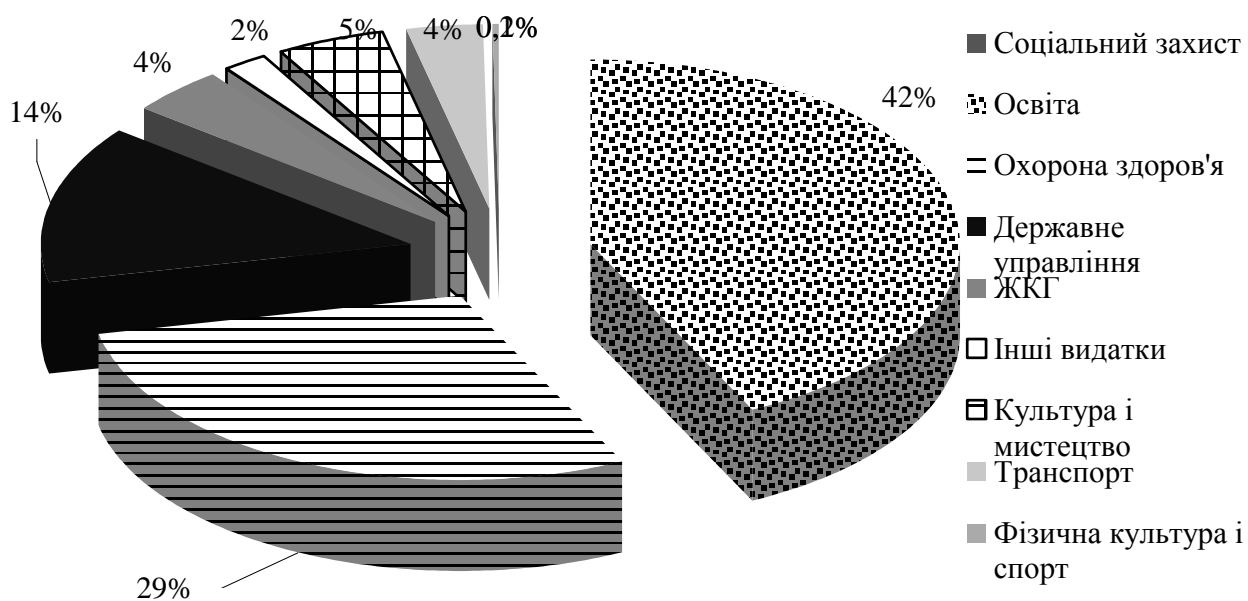 2%
5%
4%
42%
4%
14%
29%
Соціальний захист
Освіта
Охорона здоров'я
Державне
управління
ЖКГ
Інші видатки
Культура і
мистецтво
Транспорт
Фізична культура і
спорт